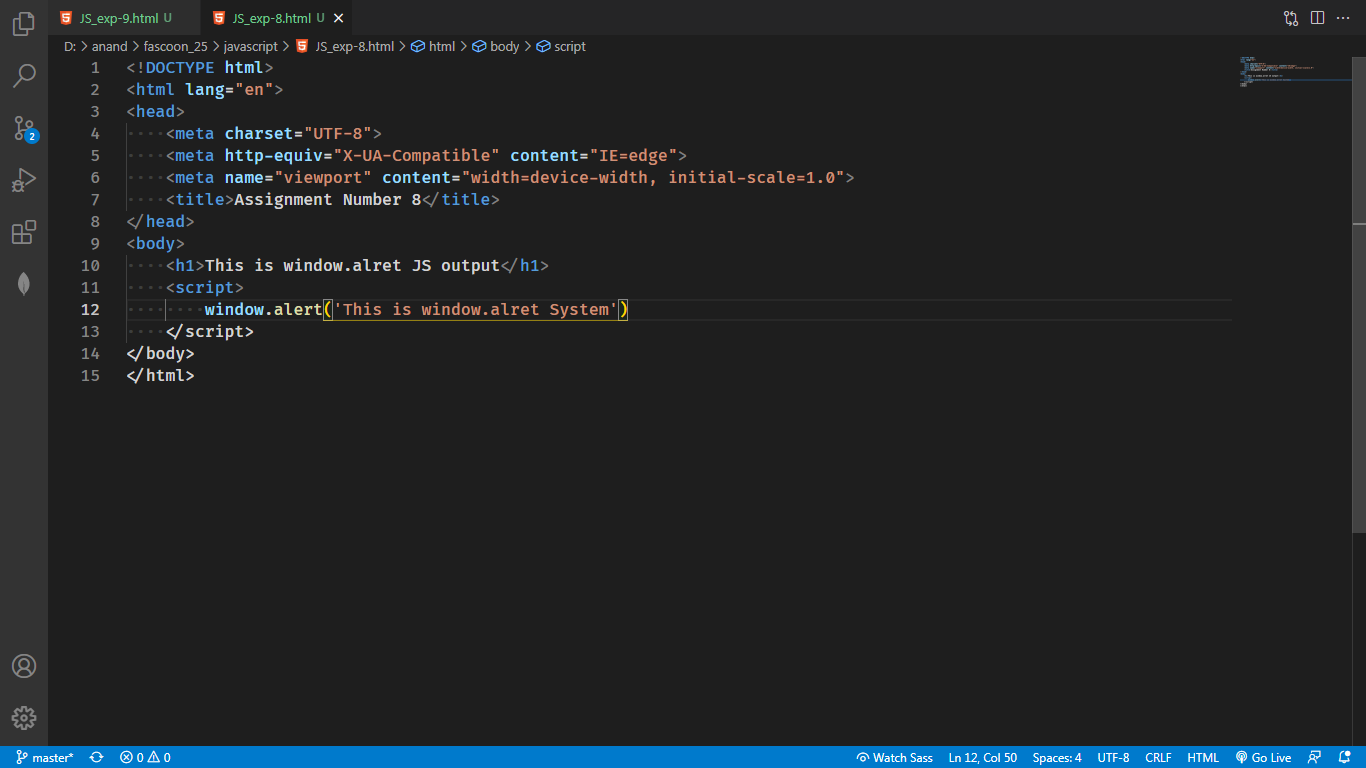 JS_exp-9.html U JS_exp-8.html U
D: > anand > fascoon_25 > javascript > JS_exp-8.html > html > body > script
1 <!DOCTYPE html>
2 <html lang="en">
3 <head>
4 <meta charset="UTF-8">
5 <meta http-equiv="X-UA-Compatible" content="IE=edge">
6 <meta name="viewport" content="width=device-width, initial-scale=1.0">
7 <title>Assignment Number 8</title>
8 </head>
9 <body>
10 <h1>This is window.alret JS output</h1>
11 <script>
12 window.alert('This is window.alret System')
13 </script>
14 </body>
15 </html>
2
master* 0 0 Watch Sass Ln 12, Col 50 Spaces: 4 UTF-8 CRLF HTML Go Live